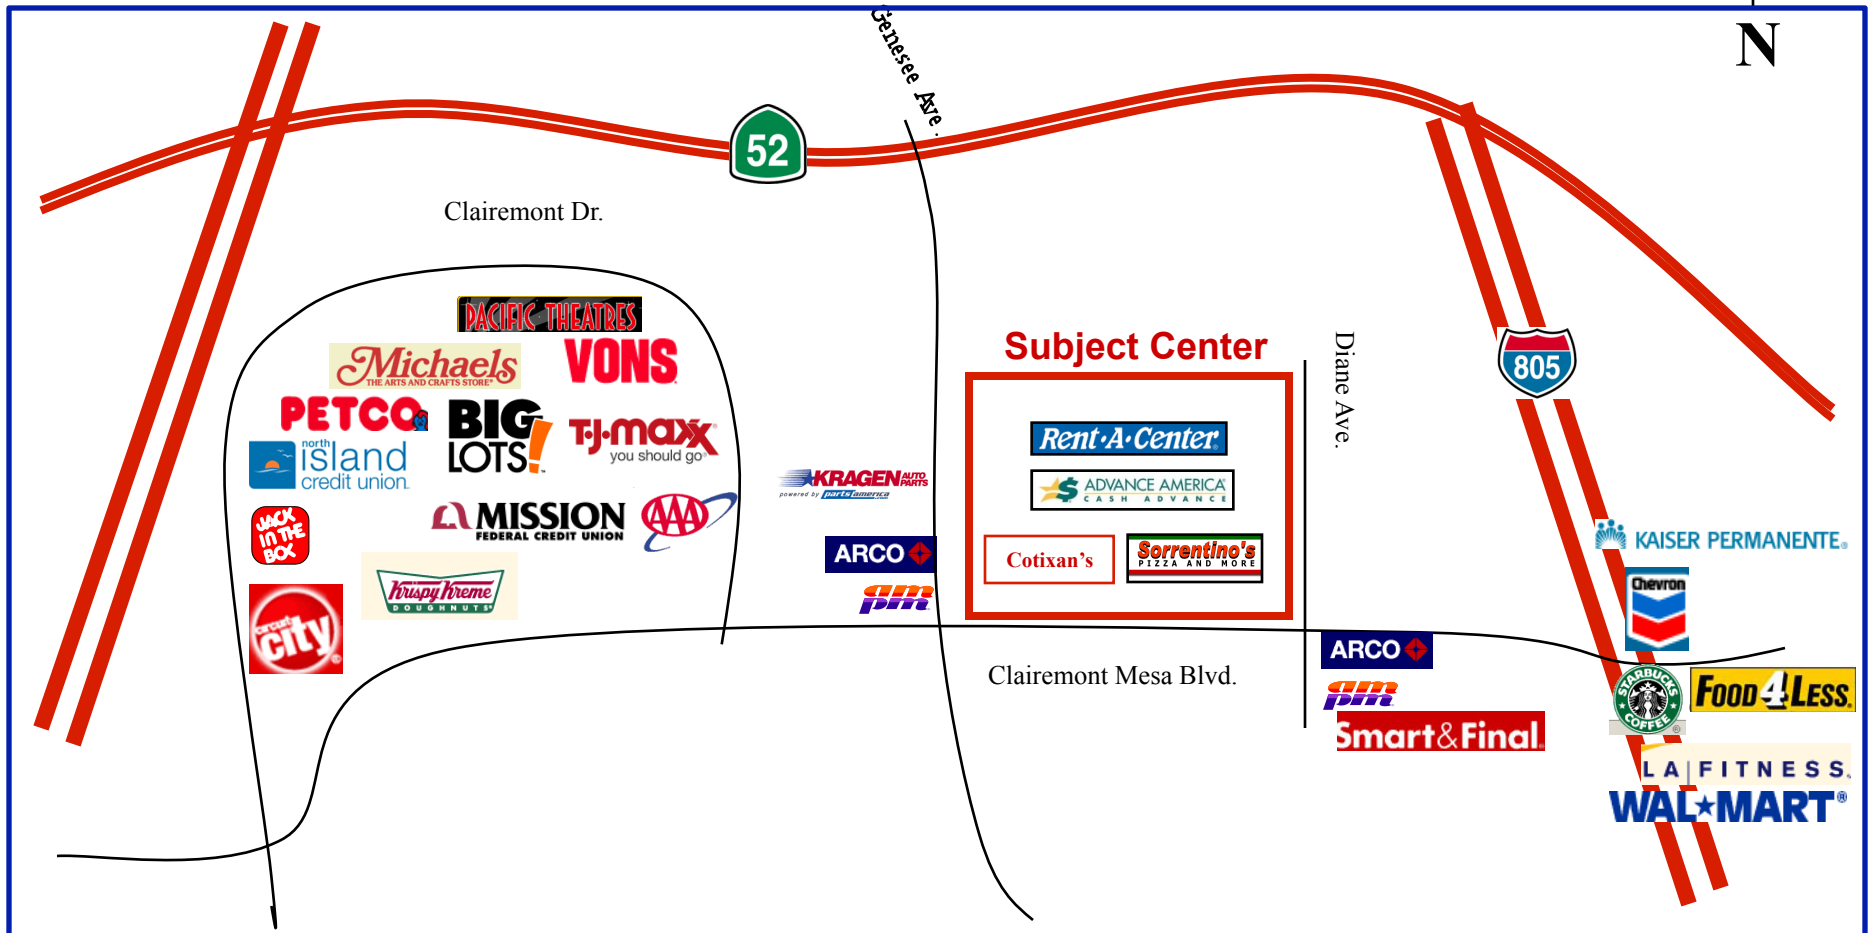 N
Genesee Ave.
52
Clairemont Dr.
PACIFIC THEATRES
Michaels
THE ARTS AND CRAFTS STORE®
VONS
PETCO
BIG
LOTS!
T·J·maxx
you should go®
north
island
credit union
JACK
IN THE
BOX
MISSION
FEDERAL CREDIT UNION
AAA
Krispy Kreme
DOUGHNUTS®
circuit
city
KRAGEN AUTO PARTS
powered by partsamerica.com
ARCO
am
pm
Subject Center
Rent·A·Center
ADVANCE AMERICA
CASH ADVANCE
Cotixan's
Sorrentino's
PIZZA AND MORE
Diane Ave.
805
KAISER PERMANENTE®
Chevron
Clairemont Mesa Blvd.
ARCO
am
pm
Smart&Final
STARBUCKS
COFFEE
FOOD 4 LESS
LA FITNESS
WAL★MART®